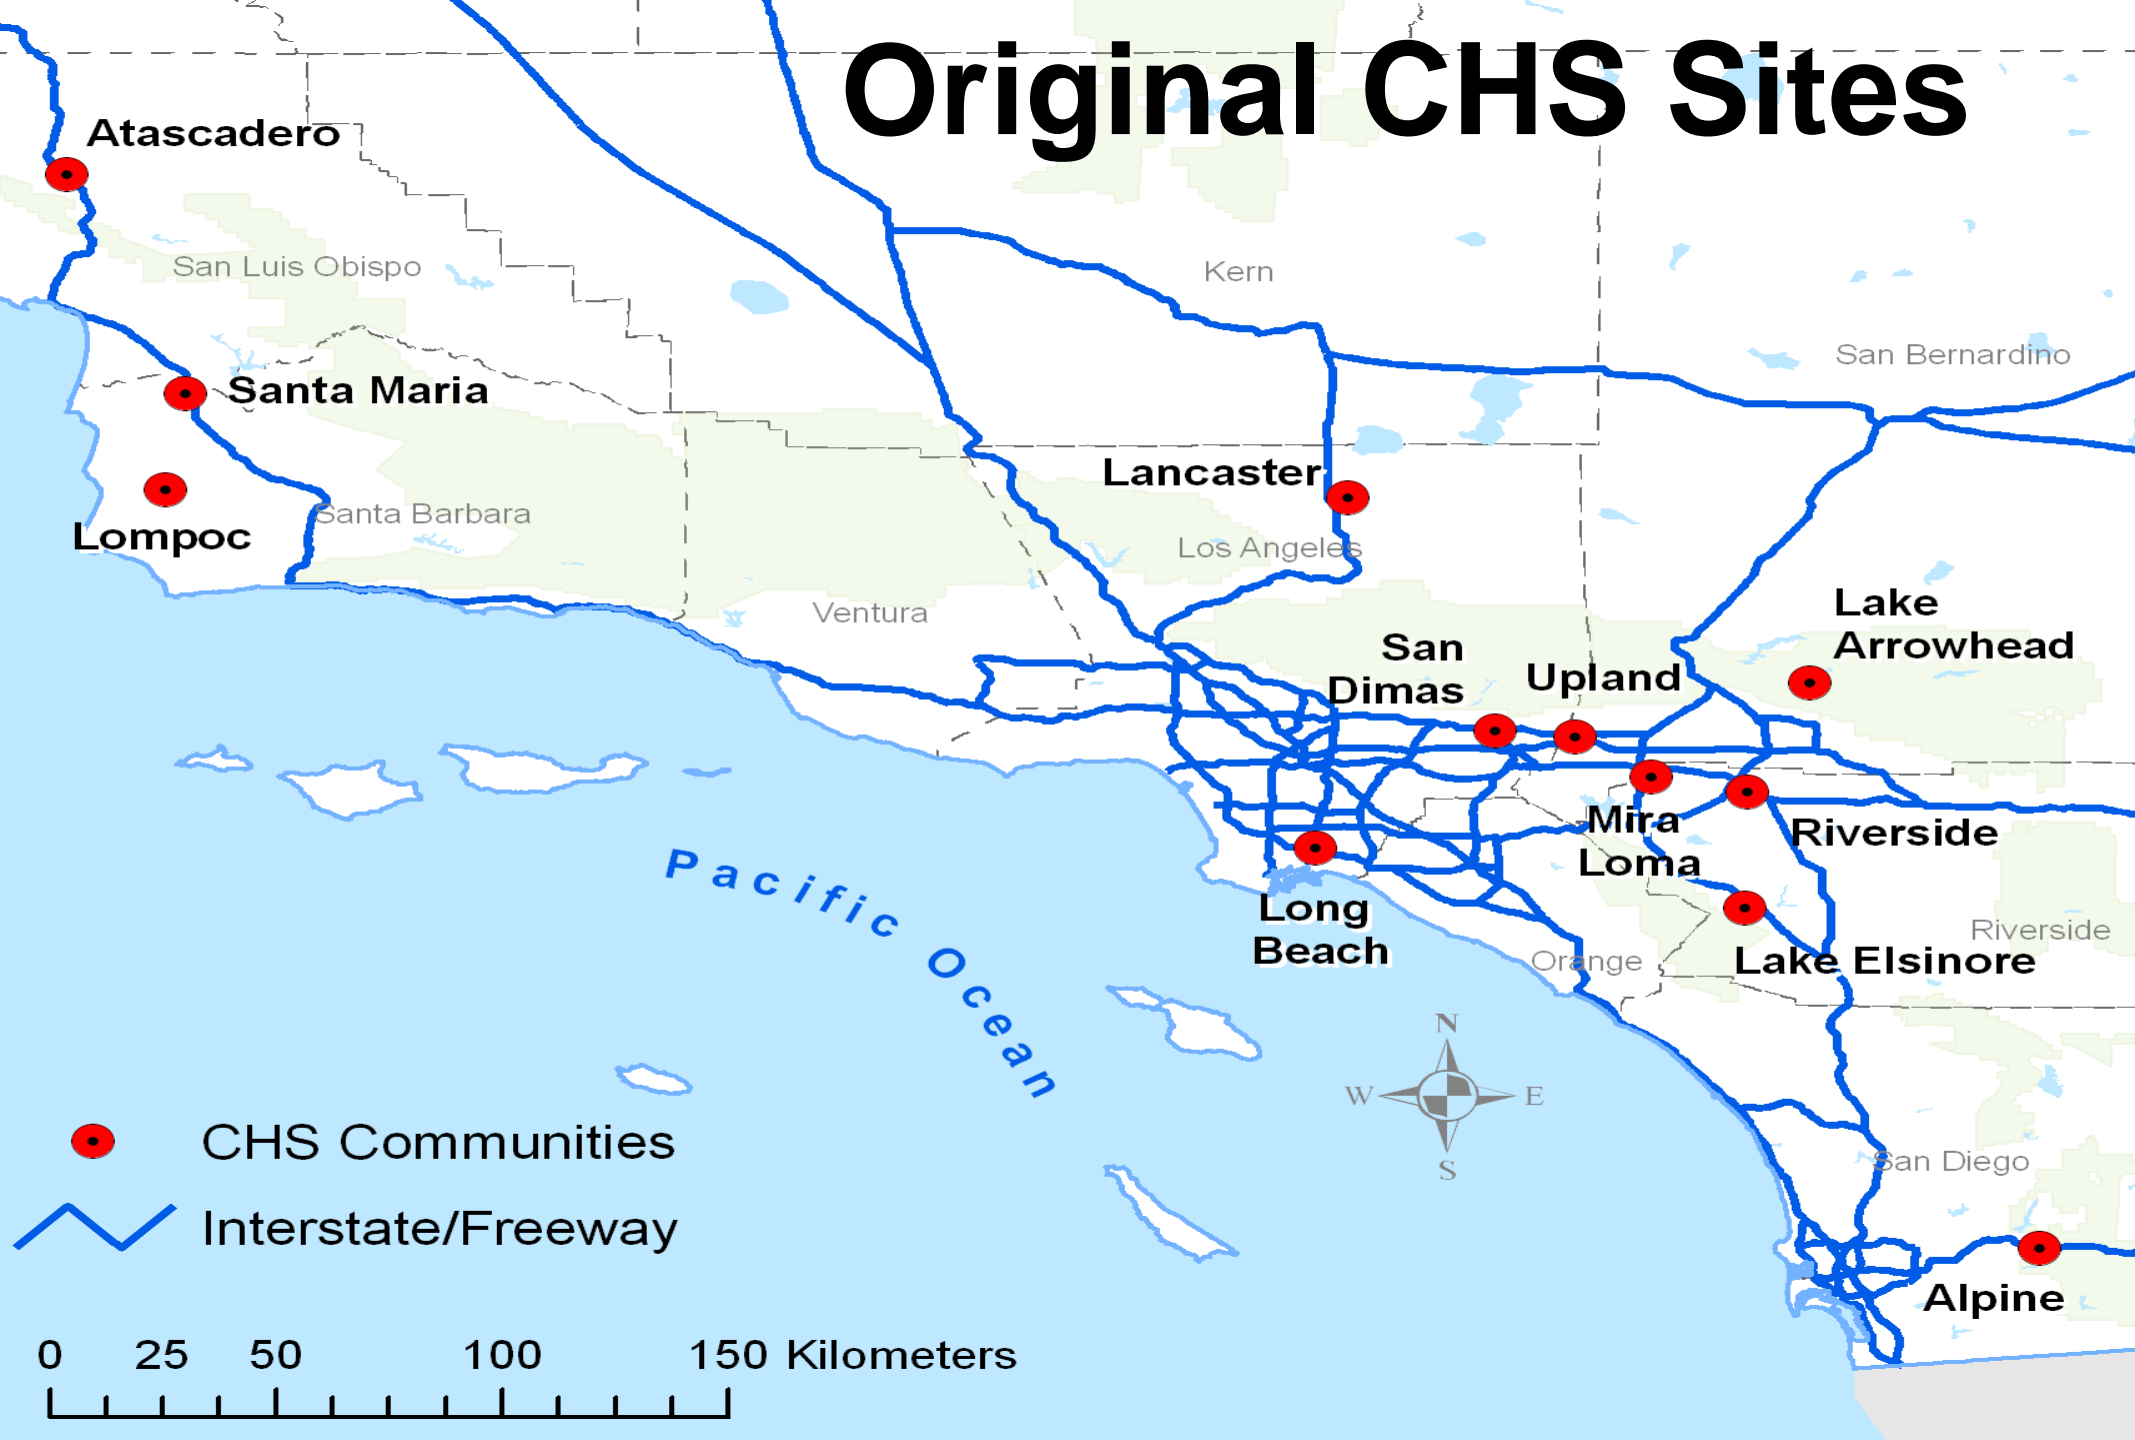 Original CHS Sites
Atascadero
San Luis Obispo
Kern
San Bernardino
Santa Maria
Lancaster
Santa Barbara
Lompoc
Los Angeles
Ventura
Lake
Arrowhead
San
Dimas
Upland
Mira
Loma
Riverside
Long
Beach
Riverside
Lake Elsinore
Orange
Pacific Ocean
N
W
E
S
CHS Communities
San Diego
Interstate/Freeway
Alpine
0 25 50 100 150 Kilometers